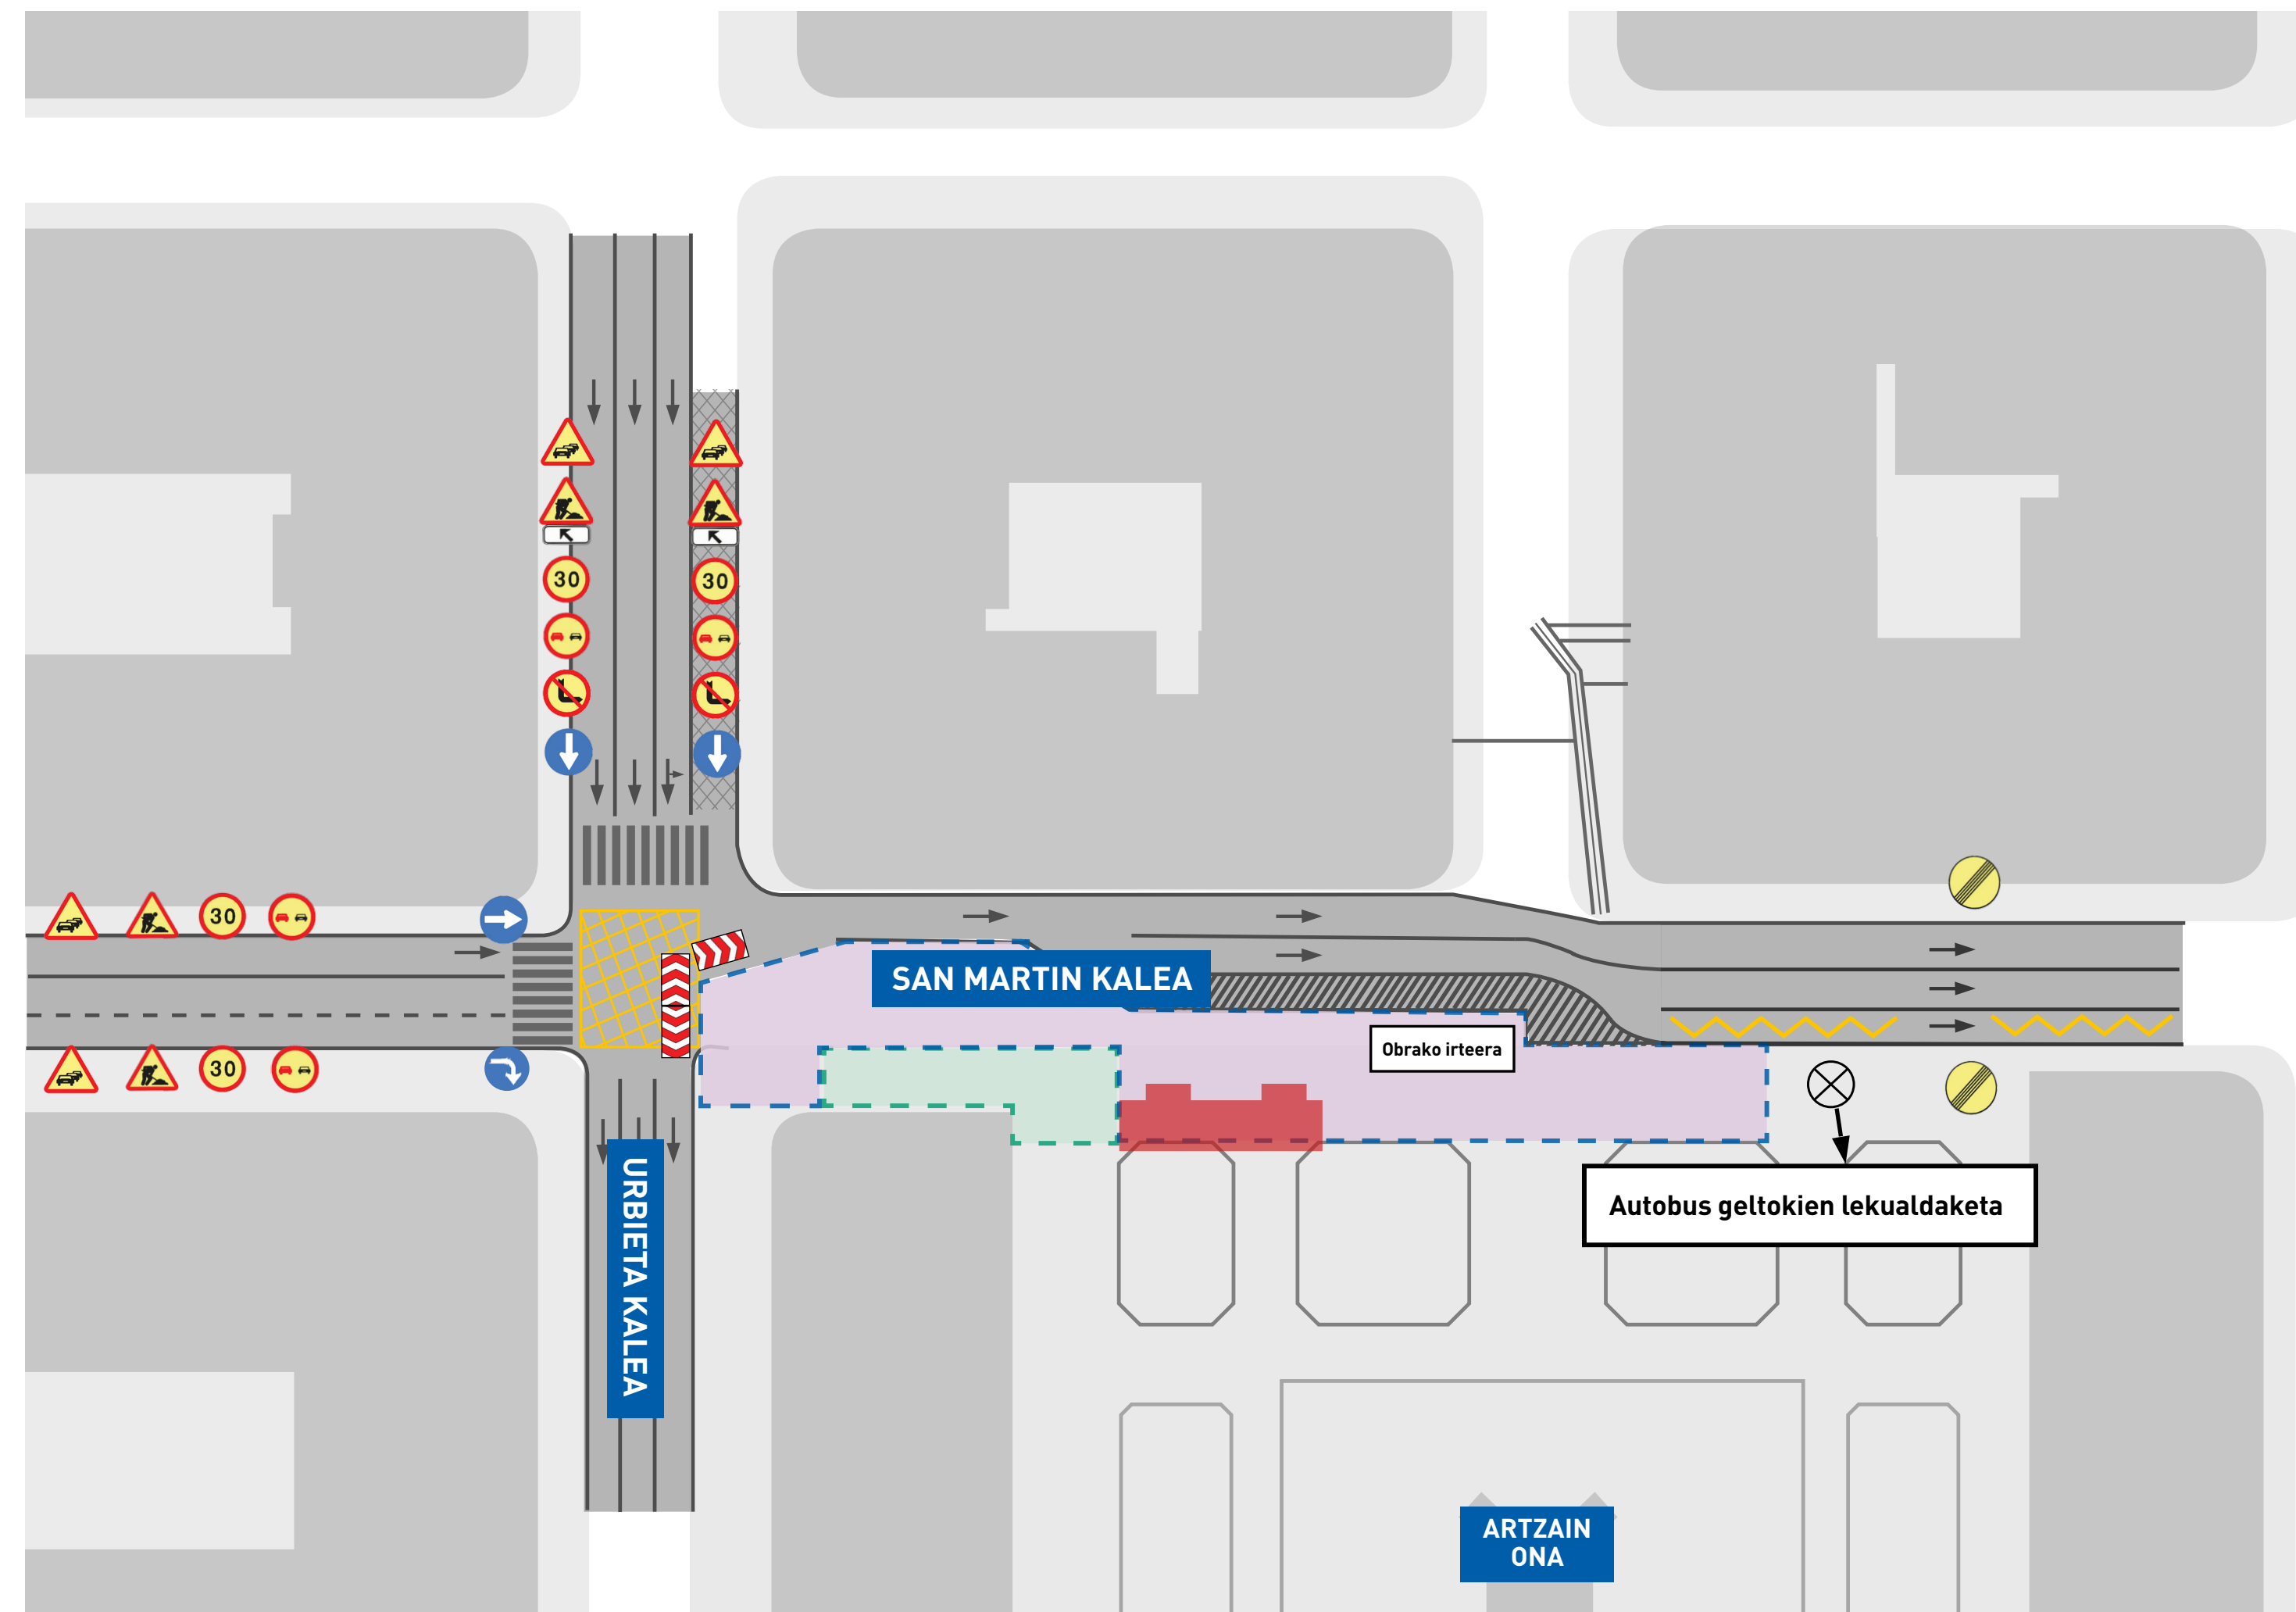 30
30
30
30
SAN MARTIN KALEA
Obrako irteera
Autobus geltokien lekualdaketa
URBIETA KALEA
ARTZAIN
ONA